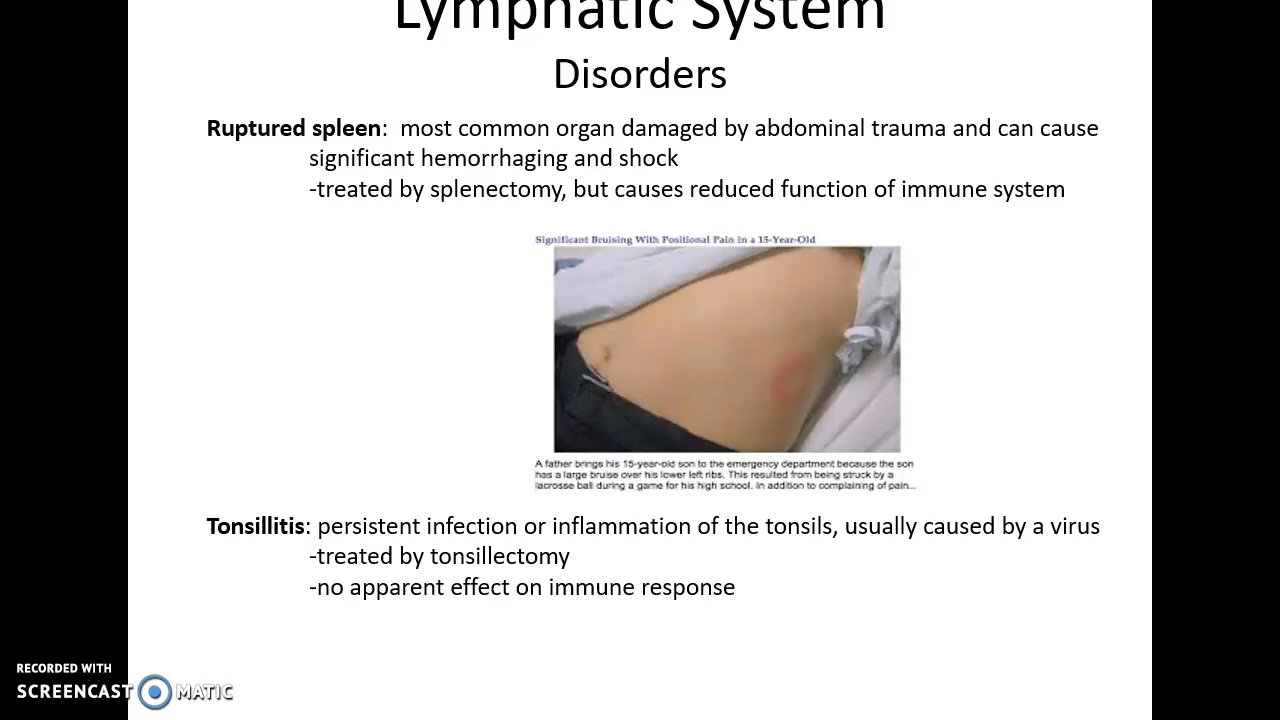 Lymphatic System
Disorders
Ruptured spleen: most common organ damaged by abdominal trauma and can cause
significant hemorrhaging and shock
-treated by splenectomy, but causes reduced function of immune system
Significant Bruising With Positional Pain in a 15-Year-Old
A father brings his 15-year-old son to the emergency department because the son
has a large bruise over his lower left ribs. This resulted from being struck by a
lacrosse ball during a game for his high school. In addition to complaining of pain...
Tonsillitis: persistent infection or inflammation of the tonsils, usually caused by a virus
-treated by tonsillectomy
-no apparent effect on immune response
RECORDED WITH
SCREENCAST MATIC